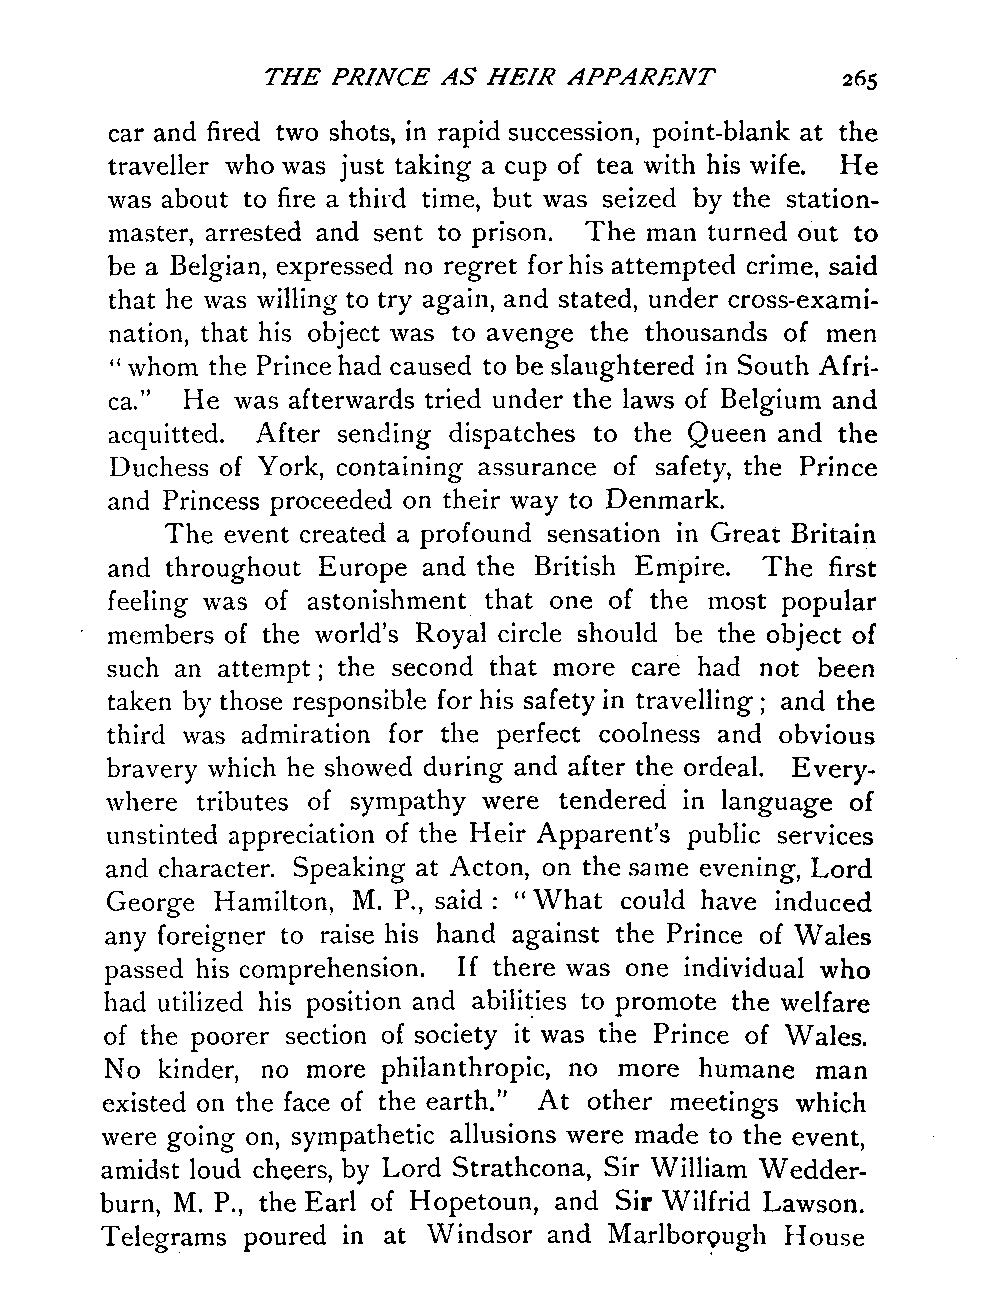 THE PRINCE AS HEIR APPARENT 265
car and fired two shots, in rapid succession, point-blank at the
traveller who was just taking a cup of tea with his wife. He
was about to fire a third time, but was seized by the station-
master, arrested and sent to prison. The man turned out to
be a Belgian, expressed no regret for his attempted crime, said
that he was willing to try again, and stated, under cross-exami-
nation, that his object was to avenge the thousands of men
“whom the Prince had caused to be slaughtered in South Afri-
ca.” He was afterwards tried under the laws of Belgium and
acquitted. After sending dispatches to the Queen and the
Duchess of York, containing assurance of safety, the Prince
and Princess proceeded on their way to Denmark.
The event created a profound sensation in Great Britain
and throughout Europe and the British Empire. The first
feeling was of astonishment that one of the most popular
members of the world's Royal circle should be the object of
such an attempt; the second that more care had not been
taken by those responsible for his safety in travelling; and the
third was admiration for the perfect coolness and obvious
bravery which he showed during and after the ordeal. Every-
where tributes of sympathy were tendered in language of
unstinted appreciation of the Heir Apparent's public services
and character. Speaking at Acton, on the same evening, Lord
George Hamilton, M. P., said: “What could have induced
any foreigner to raise his hand against the Prince of Wales
passed his comprehension. If there was one individual who
had utilized his position and abilities to promote the welfare
of the poorer section of society it was the Prince of Wales.
No kinder, no more philanthropic, no more humane man
existed on the face of the earth.” At other meetings which
were going on, sympathetic allusions were made to the event,
amidst loud cheers, by Lord Strathcona, Sir William Wedder-
burn, M. P., the Earl of Hopetoun, and Sir Wilfrid Lawson.
Telegrams poured in at Windsor and Marlborough House